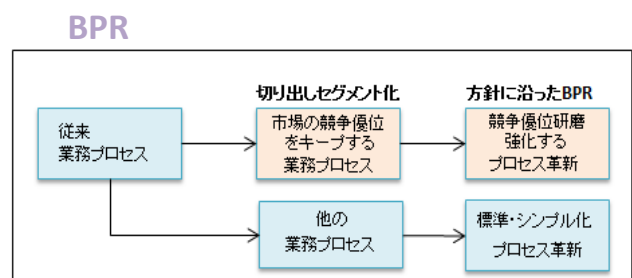 BPR
切り出しセグメント化
方針に沿ったBPR
従来
業務プロセス
市場の競争優位
をキープする
業務プロセス
競争優位研磨
強化する
プロセス革新
他の
業務プロセス
標準・シンプル化
プロセス革新